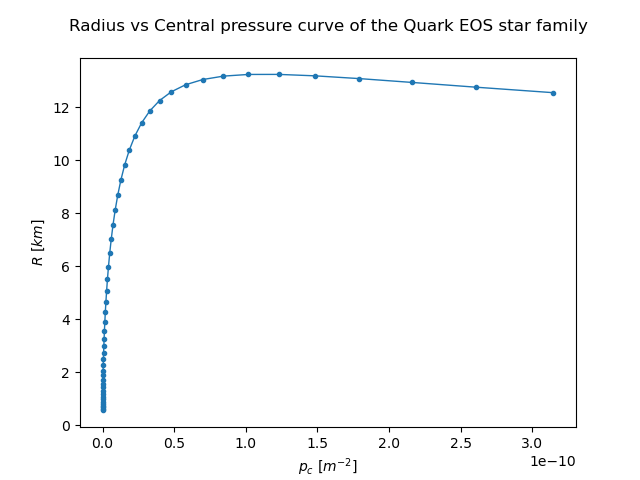 Radius vs Central pressure curve of the Quark EOS star family
12
10
8
6
4
2
0
R [km]
0.0 0.5 1.0 1.5 2.0 2.5 3.0
1e−10
p_c [m^{-2}]